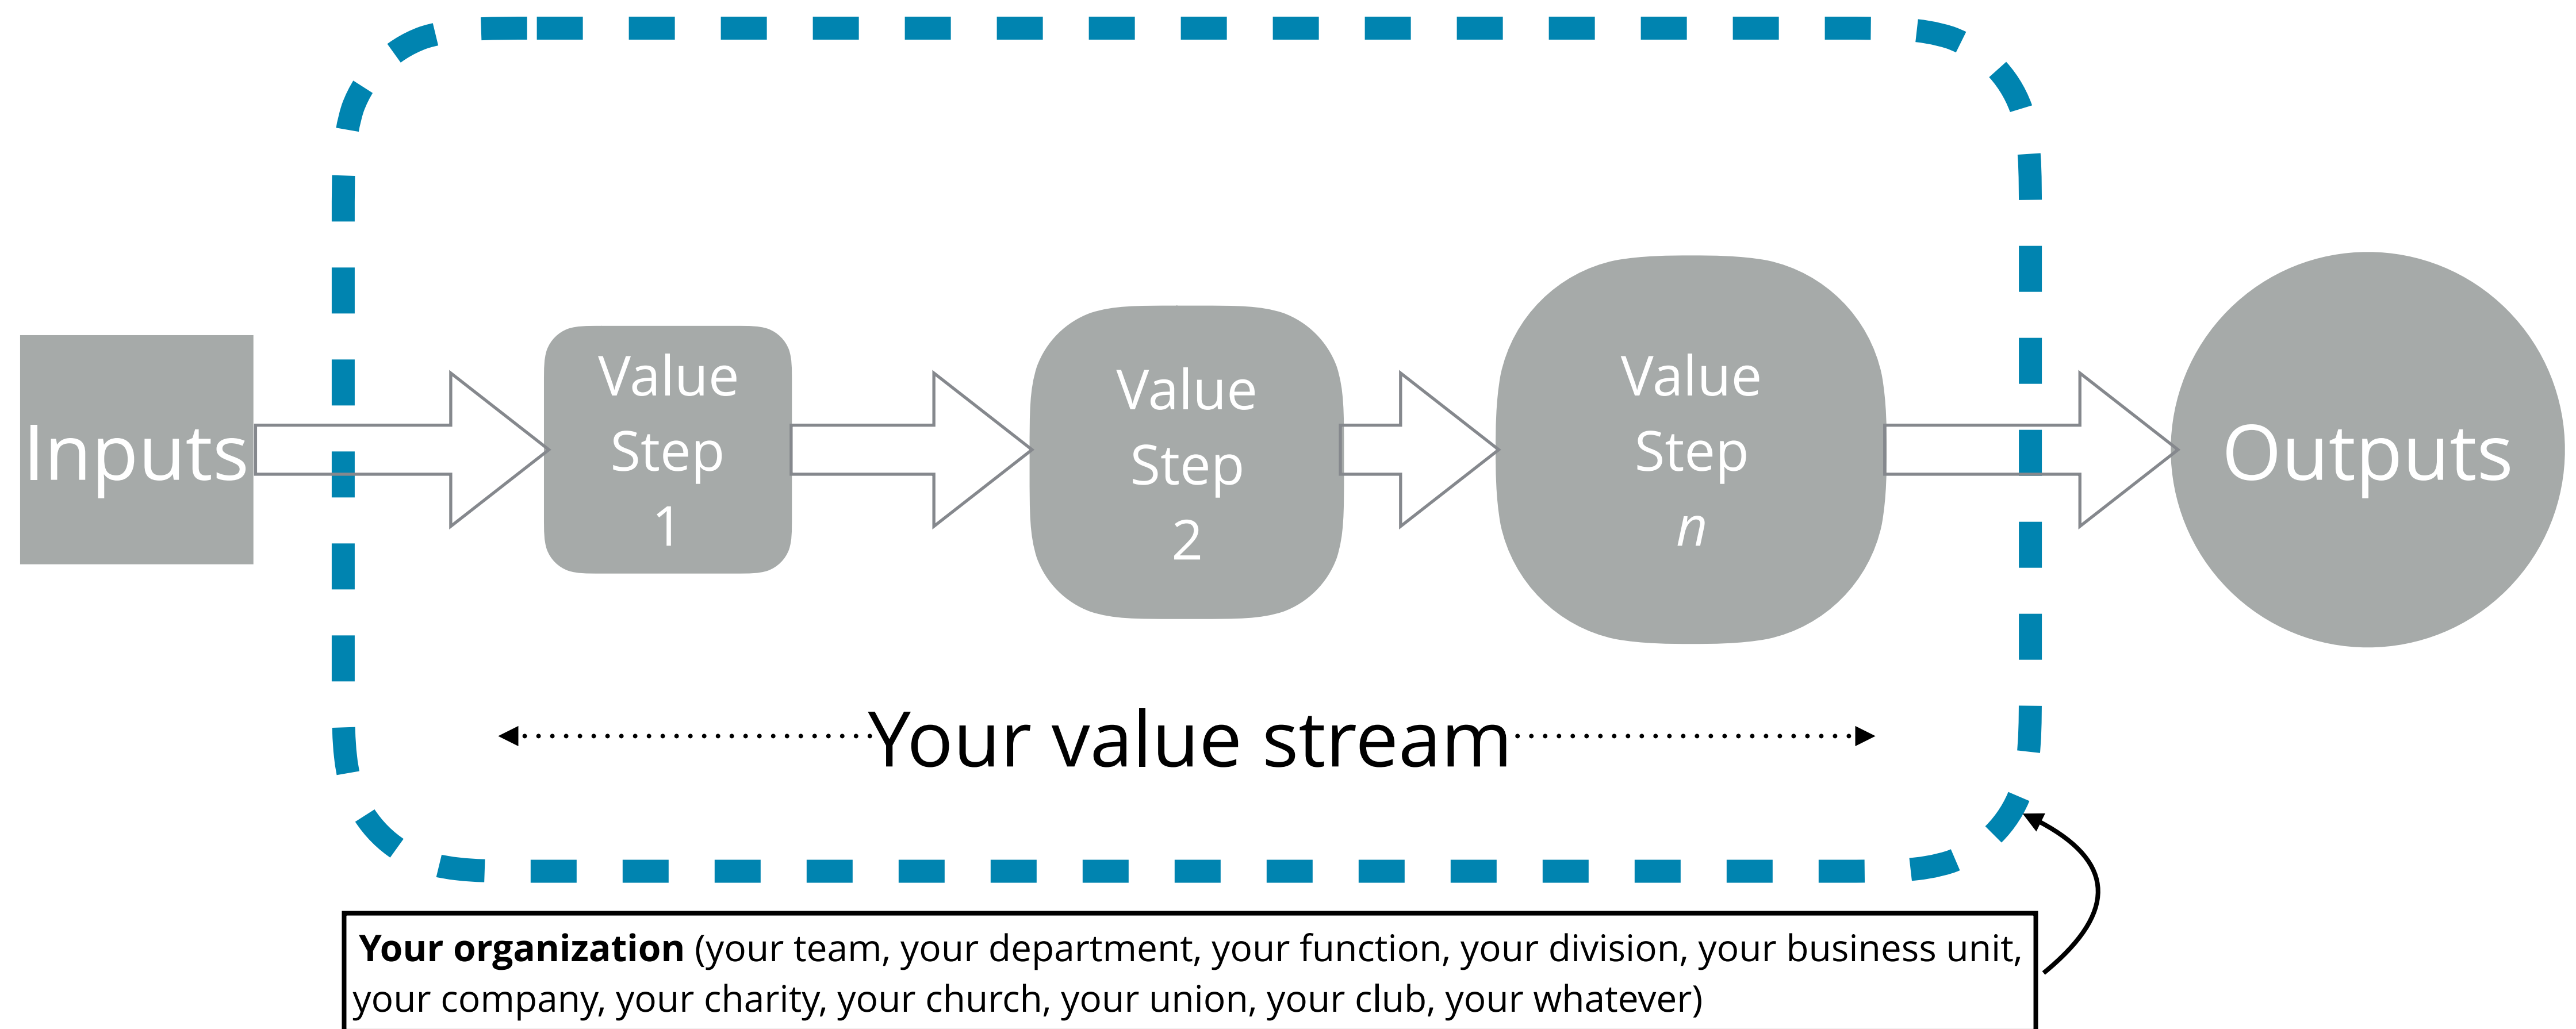 Inputs
Value
Step
1
Value
Step
2
Value
Step
n
Outputs
Your value stream
Your organization (your team, your department, your function, your division, your business unit,
your company, your charity, your church, your union, your club, your whatever)